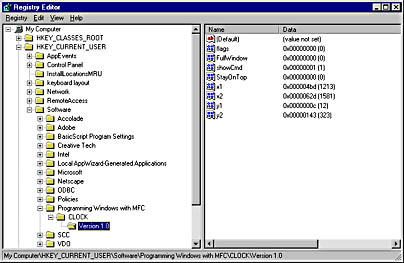 Registry Editor
Registry Edit View Help
My Computer
HKEY_CLASSES_ROOT
HKEY_CURRENT_USER
AppEvents
Control Panel
InstallLocationsMRU
keyboard layout
Network
RemoteAccess
Software
Accolade
Adobe
BasicScript Program Settings
Creative Tech
Intel
Local AppWizard-Generated Applications
Microsoft
Netscape
ODBC
Policies
Programming Windows with MFC
CLOCK
Version 1.0
SCC
VDO
Name Data
(Default) (value not set)
flags 0x00000000 (0)
FullWindow 0x00000000 (0)
showCmd 0x00000001 (1)
StayOnTop 0x00000000 (0)
x1 0x000004bd (1213)
x2 0x0000062d (1581)
y1 0x0000000c (12)
y2 0x00000143 (323)
My Computer\HKEY_CURRENT_USER\Software\Programming Windows with MFC\CLOCK\Version 1.0